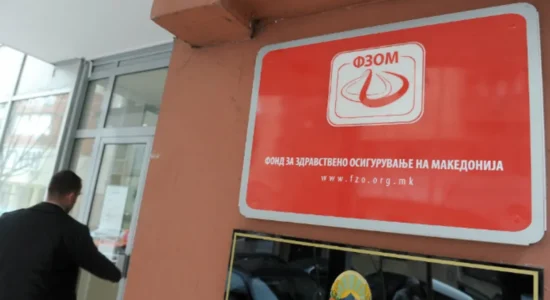 ФЗОМ
ФОНД ЗА ЗДРАВСТВЕНО ОСИГУРУВАЊЕ НА МАКЕДОНИЈА
www.fzo.org.mk